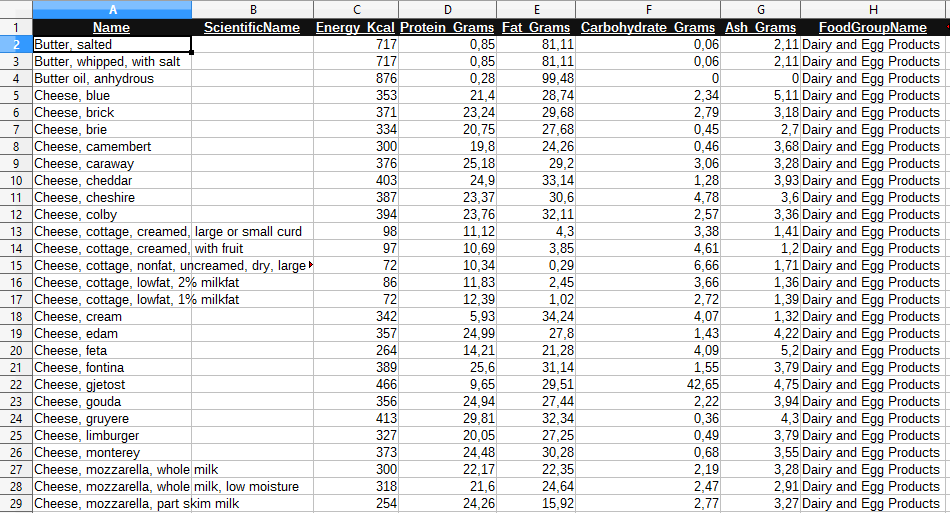 A B C D E F G H
1 Name ScientificName Energy_Kcal Protein_Grams Fat_Grams Carbohydrate_Grams Ash_Grams FoodGroupName
2 Butter, salted 717 0,85 81,11 0,06 2,11 Dairy and Egg Products
3 Butter, whipped, with salt 717 0,85 81,11 0,06 2,11 Dairy and Egg Products
4 Butter oil, anhydrous 876 0,28 99,48 0 0 Dairy and Egg Products
5 Cheese, blue 353 21,4 28,74 2,34 5,11 Dairy and Egg Products
6 Cheese, brick 371 23,24 29,68 2,79 3,18 Dairy and Egg Products
7 Cheese, brie 334 20,75 27,68 0,45 2,7 Dairy and Egg Products
8 Cheese, camembert 300 19,8 24,26 0,46 3,68 Dairy and Egg Products
9 Cheese, caraway 376 25,18 29,2 3,06 3,28 Dairy and Egg Products
10 Cheese, cheddar 403 24,9 33,14 1,28 3,93 Dairy and Egg Products
11 Cheese, cheshire 387 23,37 30,6 4,78 3,6 Dairy and Egg Products
12 Cheese, colby 394 23,76 32,11 2,57 3,36 Dairy and Egg Products
13 Cheese, cottage, creamed, large or small curd 98 11,12 4,3 3,38 1,41 Dairy and Egg Products
14 Cheese, cottage, creamed, with fruit 97 10,69 3,85 4,61 1,2 Dairy and Egg Products
15 Cheese, cottage, nonfat, uncreamed, dry, large 72 10,34 0,29 6,66 1,71 Dairy and Egg Products
16 Cheese, cottage, lowfat, 2% milkfat 86 11,83 2,45 3,66 1,36 Dairy and Egg Products
17 Cheese, cottage, lowfat, 1% milkfat 72 12,39 1,02 2,72 1,39 Dairy and Egg Products
18 Cheese, cream 342 5,93 34,24 4,07 1,32 Dairy and Egg Products
19 Cheese, edam 357 24,99 27,8 1,43 4,22 Dairy and Egg Products
20 Cheese, feta 264 14,21 21,28 4,09 5,2 Dairy and Egg Products
21 Cheese, fontina 389 25,6 31,14 1,55 3,79 Dairy and Egg Products
22 Cheese, gjetost 466 9,65 29,51 42,65 4,75 Dairy and Egg Products
23 Cheese, gouda 356 24,94 27,44 2,22 3,94 Dairy and Egg Products
24 Cheese, gruyere 413 29,81 32,34 0,36 4,3 Dairy and Egg Products
25 Cheese, limburger 327 20,05 27,25 0,49 3,79 Dairy and Egg Products
26 Cheese, monterey 373 24,48 30,28 0,68 3,55 Dairy and Egg Products
27 Cheese, mozzarella, whole milk 300 22,17 22,35 2,19 3,28 Dairy and Egg Products
28 Cheese, mozzarella, whole milk, low moisture 318 21,6 24,64 2,47 2,91 Dairy and Egg Products
29 Cheese, mozzarella, part skim milk 254 24,26 15,92 2,77 3,27 Dairy and Egg Products